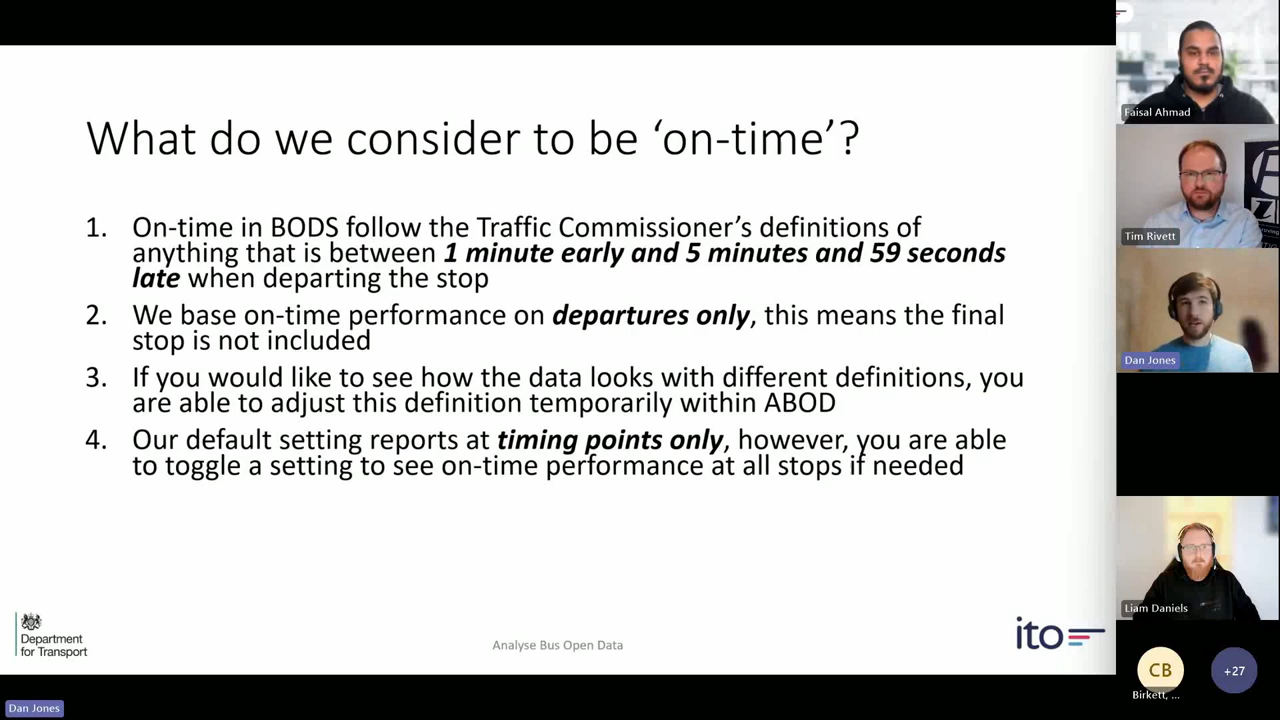 What do we consider to be ‘on-time’?
1. On-time in BODS follow the Traffic Commissioner’s definitions of
anything that is between 1 minute early and 5 minutes and 59 seconds
late when departing the stop
2. We base on-time performance on departures only, this means the final
stop is not included
3. If you would like to see how the data looks with different definitions, you
are able to adjust this definition temporarily within ABOD
4. Our default setting reports at timing points only, however, you are able
to toggle a setting to see on-time performance at all stops if needed
Department
for Transport
Analyse Bus Open Data
ito
Dan Jones
Faisal Ahmad
Tim Rivett
Dan Jones
Liam Daniels
CB
Birkett, ...
+27